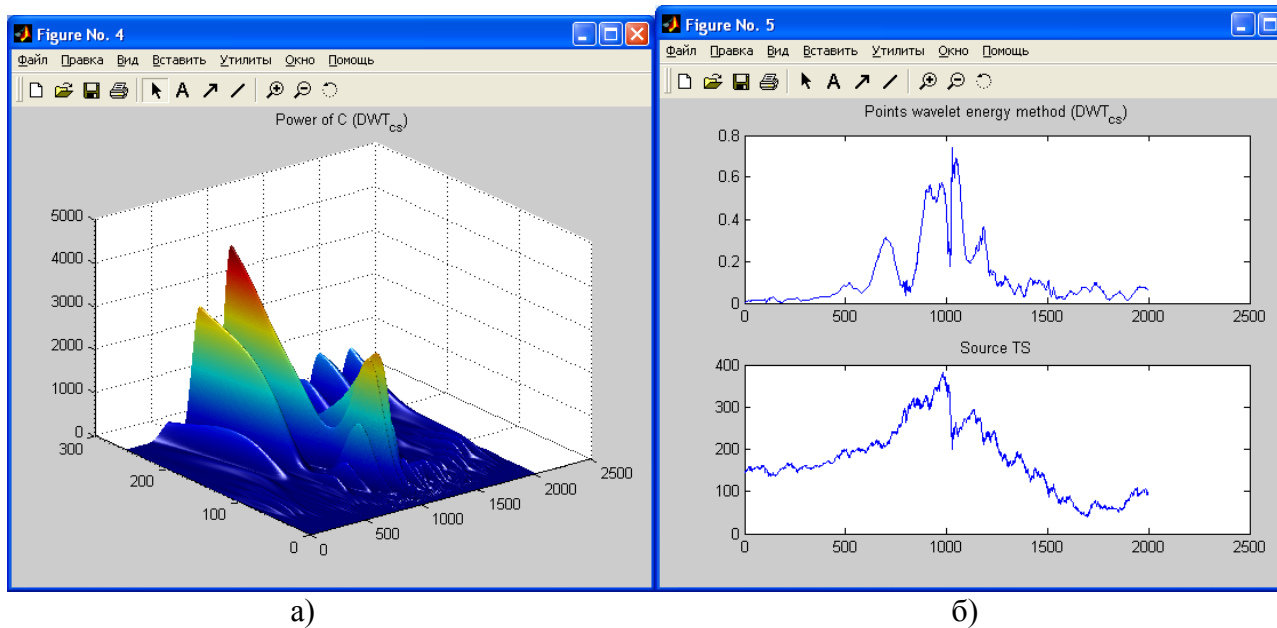 Figure No. 4
Файл Правка Вид Вставить Утилиты Окно Помощь
A
Power of C (DWTcs)
5000
4000
3000
2000
1000
0
300
200
100
0
0
500
1000
1500
2000
2500
а)
Figure No. 5
Файл Правка Вид Вставить Утилиты Окно Помощь
A
Points wavelet energy method (DWTcs)
0.8
0.6
0.4
0.2
0
0 500 1000 1500 2000 2500
Source TS
400
300
200
100
0
0 500 1000 1500 2000 2500
б)